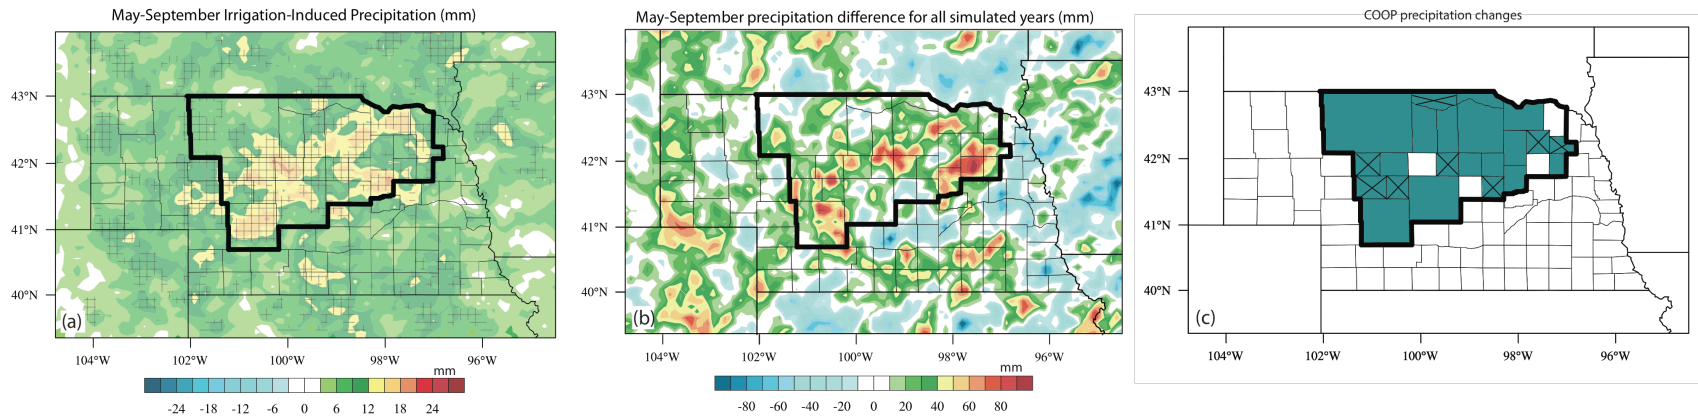 May-September Irrigation-Induced Precipitation (mm)
43°N
42°N
41°N
40°N
(a)
104°W 102°W 100°W 98°W 96°W
mm
-24 -18 -12 -6 0 6 12 18 24
May-September precipitation difference for all simulated years (mm)
43°N
42°N
41°N
40°N
(b)
104°W 102°W 100°W 98°W 96°W
mm
-80 -60 -40 -20 0 20 40 60 80
COOP precipitation changes
43°N
42°N
41°N
40°N
(c)
104°W 102°W 100°W 98°W 96°W